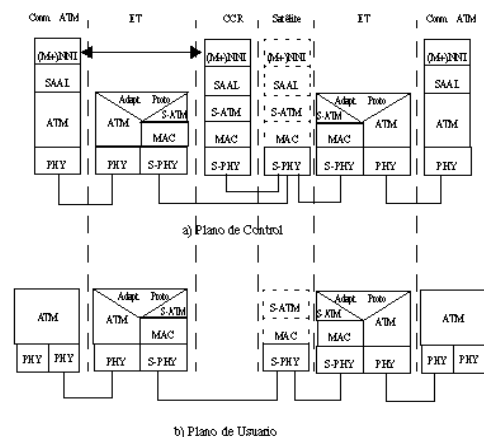 Conm. ATM ET CCR Satélite ET Conm. ATM
(M+)NNI (M+)NNI (M+)NNI (M+)NNI
SAAL SAAL SAAL SAAL
Adapt. Proto S-ATM S-ATM Adapt. Proto
ATM ATM S-ATM S-ATM ATM ATM
MAC MAC MAC MAC
PHY PHY S-PHY S-PHY S-PHY S-PHY PHY PHY
a) Plano de Control
Adapt. Proto Adapt. Proto
ATM ATM S-ATM S-ATM S-ATM ATM ATM
MAC MAC MAC
PHY PHY PHY S-PHY S-PHY S-PHY PHY PHY PHY
b) Plano de Usuario